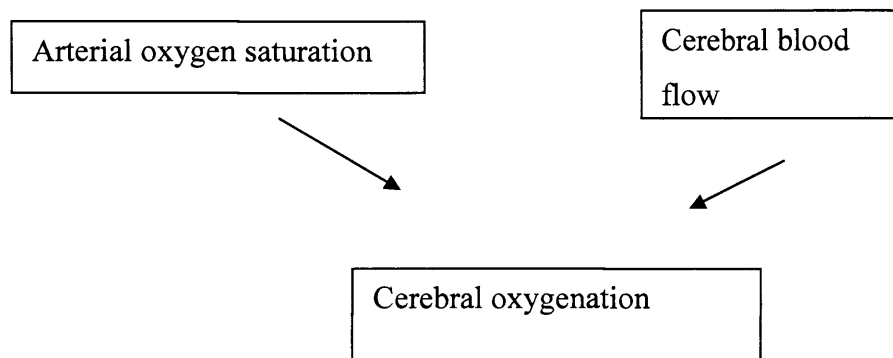 Arterial oxygen saturation
Cerebral blood
flow
Cerebral oxygenation